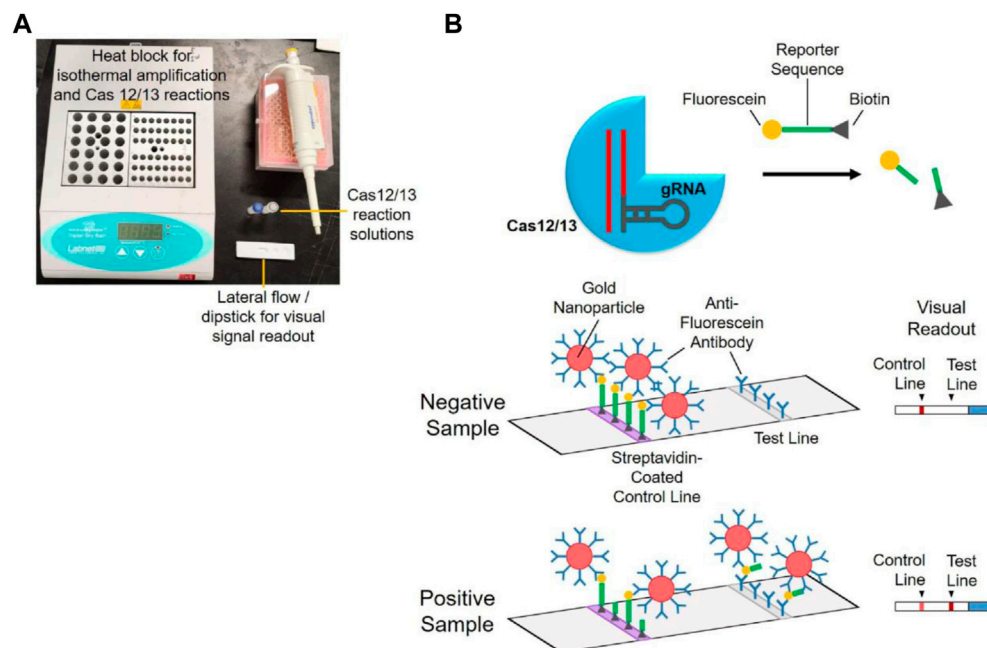 A
Heat block for
isothermal amplification
and Cas 12/13 reactions
Labnet
Cas12/13
reaction
solutions
Lateral flow /
dipstick for visual
signal readout
B
Reporter
Sequence
Fluorescein
Biotin
gRNA
Cas12/13
Gold
Nanoparticle
Anti-
Fluorescein
Antibody
Visual
Readout
Control
Line
Test
Line
Negative
Sample
Test Line
Streptavidin-
Coated
Control Line
Positive
Sample
Control
Line
Test
Line